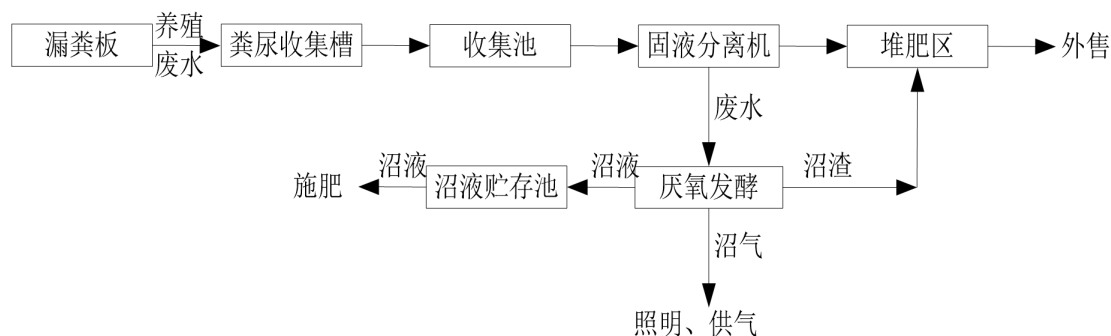 养殖
漏粪板
废水
粪尿收集槽
收集池
固液分离机
堆肥区
外售
废水
施肥
沼液
沼液贮存池
沼液
厌氧发酵
沼渣
沼气
照明、供气